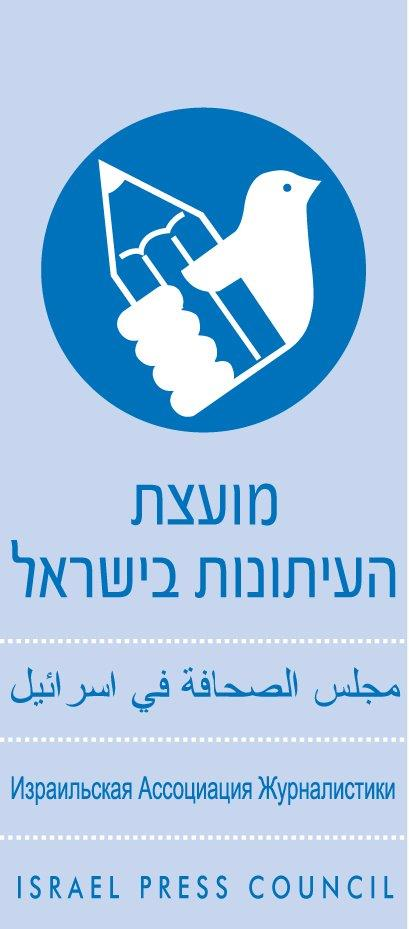 מועצת
העיתונות בישראל
مجلس الصحافة في اسرائيل
Израильская Ассоциация Журналистики
ISRAEL PRESS COUNCIL